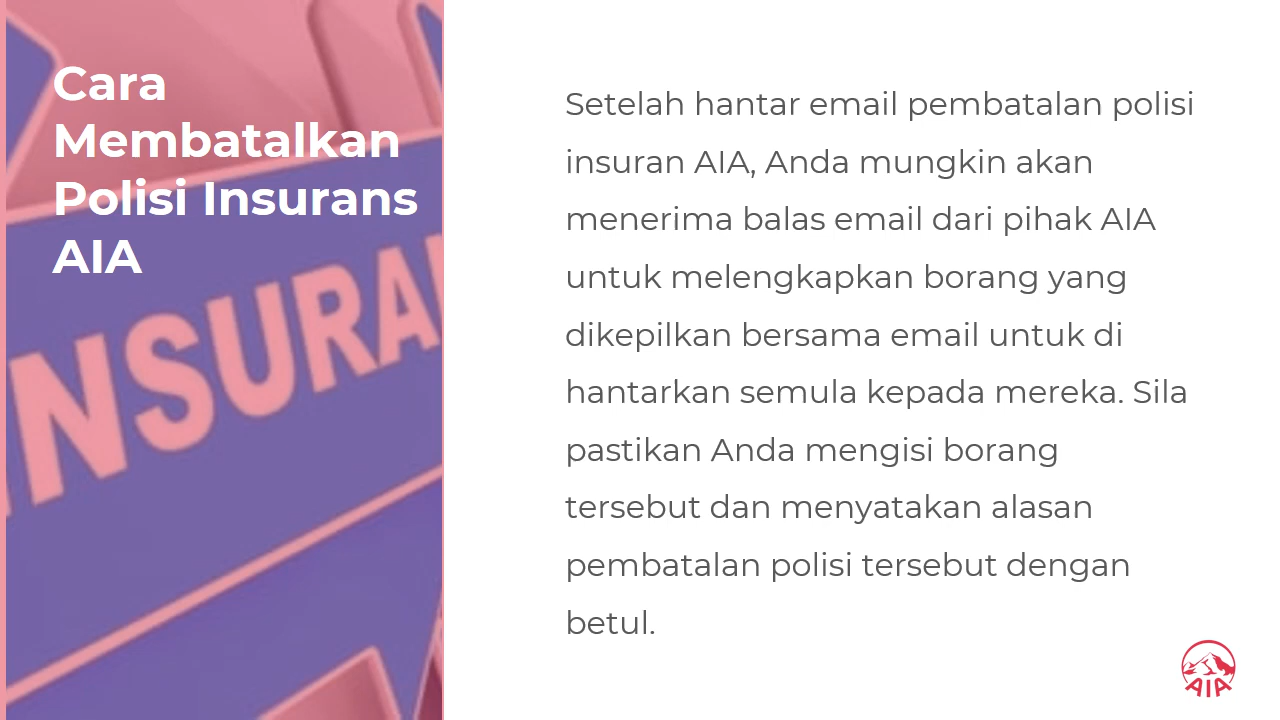 Cara
Membatalkan
Polisi Insurans
AIA
INSURA
Setelah hantar email pembatalan polisi
insuran AIA, Anda mungkin akan
menerima balas email dari pihak AIA
untuk melengkapkan borang yang
dikepilkan bersama email untuk di
hantarkan semula kepada mereka. Sila
pastikan Anda mengisi borang
tersebut dan menyatakan alasan
pembatalan polisi tersebut dengan
betul.
AIA